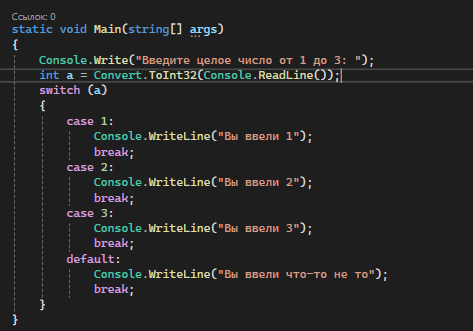 Ссылок: 0
static void Main(string[] args)
{
Console.Write("Введите целое число от 1 до 3: ");
int a = Convert.ToInt32(Console.ReadLine());
switch (a)
{
case 1:
Console.WriteLine("Вы ввели 1");
break;
case 2:
Console.WriteLine("Вы ввели 2");
break;
case 3:
Console.WriteLine("Вы ввели 3");
break;
default:
Console.WriteLine("Вы ввели что-то не то");
break;
}
}